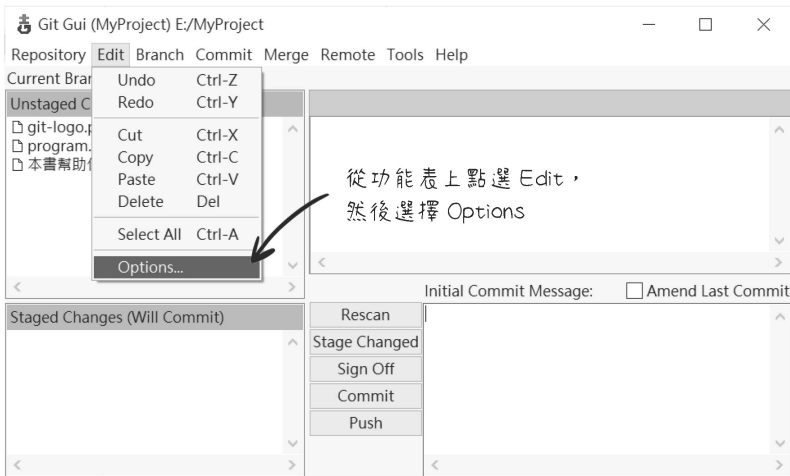 Git Gui (MyProject) E:/MyProject
Repository Edit Branch Commit Merge Remote Tools Help
Current Bran
Undo Ctrl-Z
Redo Ctrl-Y
Cut Ctrl-X
Copy Ctrl-C
Paste Ctrl-V
Delete Del
Select All Ctrl-A
Options...
Unstaged C
git-logo.p
program.
本書幫助
從功能表上點選 Edit，
然後選擇 Options
Initial Commit Message: Amend Last Commit
Staged Changes (Will Commit)
Rescan
Stage Changed
Sign Off
Commit
Push